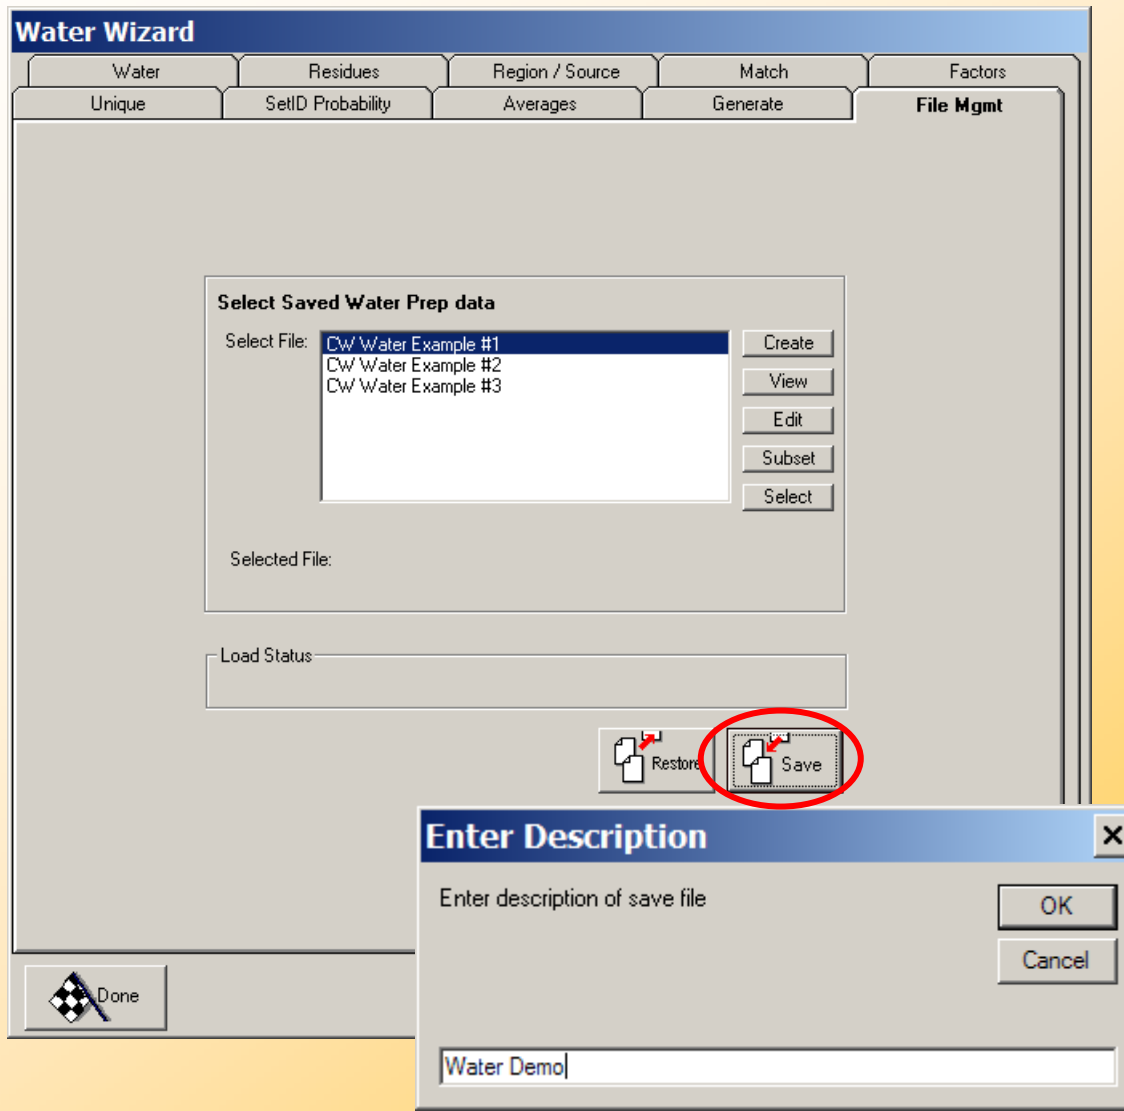 Water Wizard
Water Residues Region / Source Match Factors
Unique SetID Probability Averages Generate File Mgmt
Select Saved Water Prep data
Select File:
CW Water Example #1
CW Water Example #2
CW Water Example #3
Create
View
Edit
Subset
Select
Selected File:
Load Status
Restore Save
Enter Description
Enter description of save file
OK
Cancel
Water Demo
Done